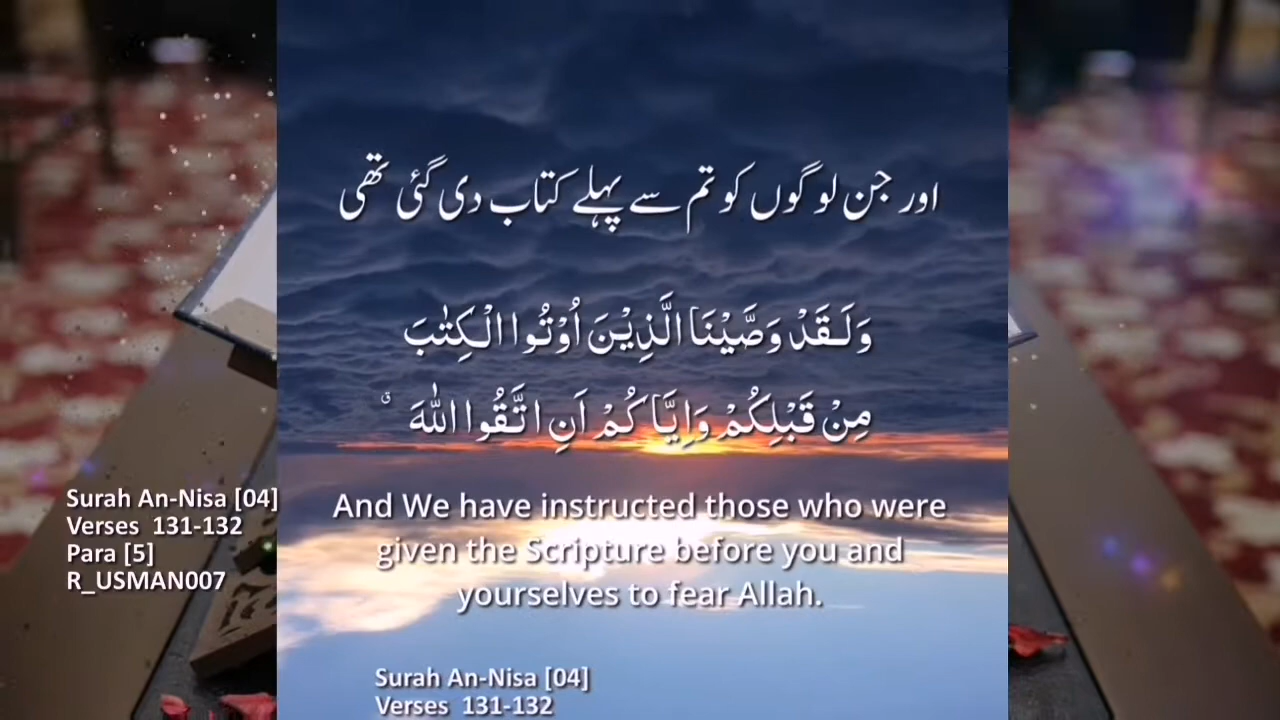 اور جن لوگوں کو تم سے پہلے کتاب دی گئی تھی
وَلَـقَدْ وَصَّيْنَا الَّذِيْنَ اُوْتُوا الْـكِتٰبَ
مِنْ قَبْلِكُمْ وَاِيَّا كُمْ اَنِ اتَّقُوا اللّٰهَ ۗ
And We have instructed those who were
given the Scripture before you and
yourselves to fear Allah.
Surah An-Nisa [04]
Verses 131-132
Para [5]
R_USMAN007
Surah An-Nisa [04]
Verses 131-132